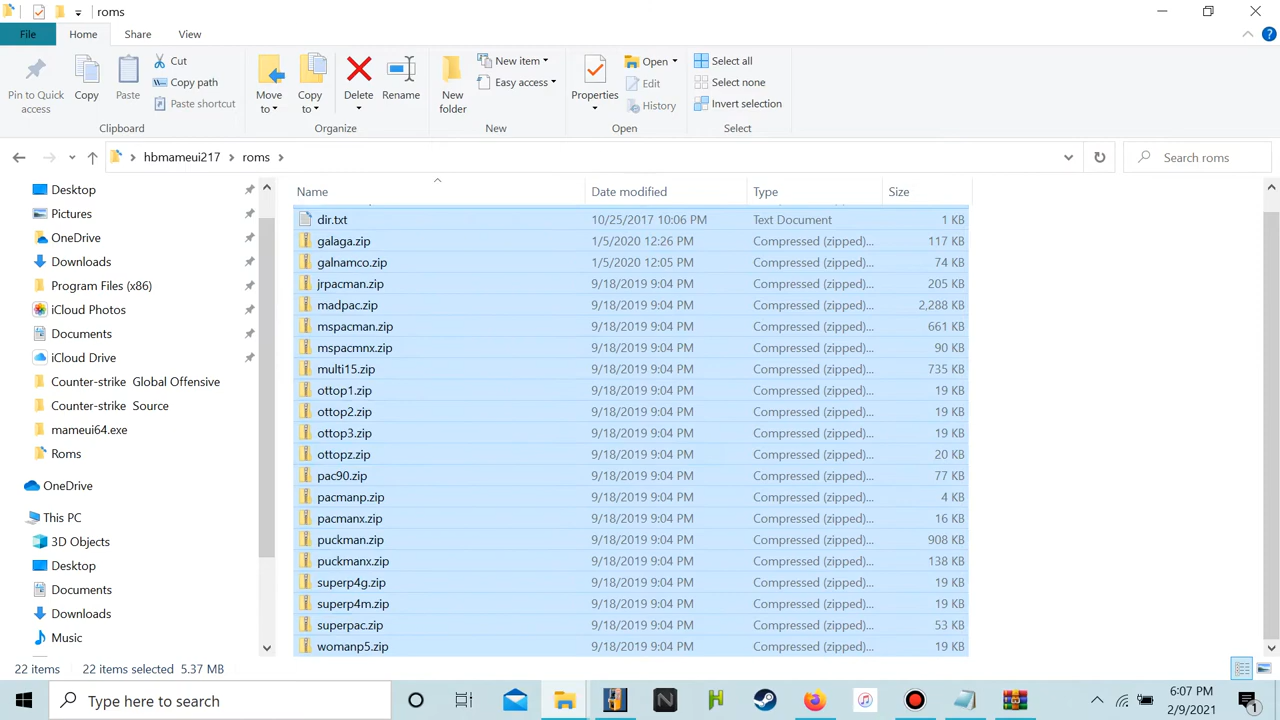 roms
File
Home
Share
View
Pin to Quick access
Copy
Paste
Cut
Copy path
Paste shortcut
Clipboard
Move to
Copy to
Delete
Rename
Organize
New folder
New item
Easy access
New
Properties
Open
Edit
History
Open
Select all
Select none
Invert selection
Select
hbmameui217
roms
Search roms
Name
Date modified
Type
Size
Desktop
Pictures
OneDrive
Downloads
Program Files (x86)
iCloud Photos
Documents
iCloud Drive
Counter-strike Global Offensive
Counter-strike Source
mameui64.exe
Roms
OneDrive
This PC
3D Objects
Desktop
Documents
Downloads
Music
dir.txt 10/25/2017 10:06 PM Text Document 1 KB
galaga.zip 1/5/2020 12:26 PM Compressed (zipped)... 117 KB
galnamco.zip 1/5/2020 12:05 PM Compressed (zipped)... 74 KB
jrpacman.zip 9/18/2019 9:04 PM Compressed (zipped)... 205 KB
madpac.zip 9/18/2019 9:04 PM Compressed (zipped)... 2,288 KB
mspacman.zip 9/18/2019 9:04 PM Compressed (zipped)... 661 KB
mspacmnx.zip 9/18/2019 9:04 PM Compressed (zipped)... 90 KB
multi15.zip 9/18/2019 9:04 PM Compressed (zipped)... 735 KB
ottop1.zip 9/18/2019 9:04 PM Compressed (zipped)... 19 KB
ottop2.zip 9/18/2019 9:04 PM Compressed (zipped)... 19 KB
ottop3.zip 9/18/2019 9:04 PM Compressed (zipped)... 19 KB
ottopz.zip 9/18/2019 9:04 PM Compressed (zipped)... 20 KB
pac90.zip 9/18/2019 9:04 PM Compressed (zipped)... 77 KB
pacmanp.zip 9/18/2019 9:04 PM Compressed (zipped)... 4 KB
pacmanx.zip 9/18/2019 9:04 PM Compressed (zipped)... 16 KB
puckman.zip 9/18/2019 9:04 PM Compressed (zipped)... 908 KB
puckmanx.zip 9/18/2019 9:04 PM Compressed (zipped)... 138 KB
superp4g.zip 9/18/2019 9:04 PM Compressed (zipped)... 19 KB
superp4m.zip 9/18/2019 9:04 PM Compressed (zipped)... 19 KB
superpac.zip 9/18/2019 9:04 PM Compressed (zipped)... 53 KB
womanp5.zip 9/18/2019 9:04 PM Compressed (zipped)... 19 KB
22 items 22 items selected 5.37 MB
Type here to search
6:07 PM
2/9/2021
1